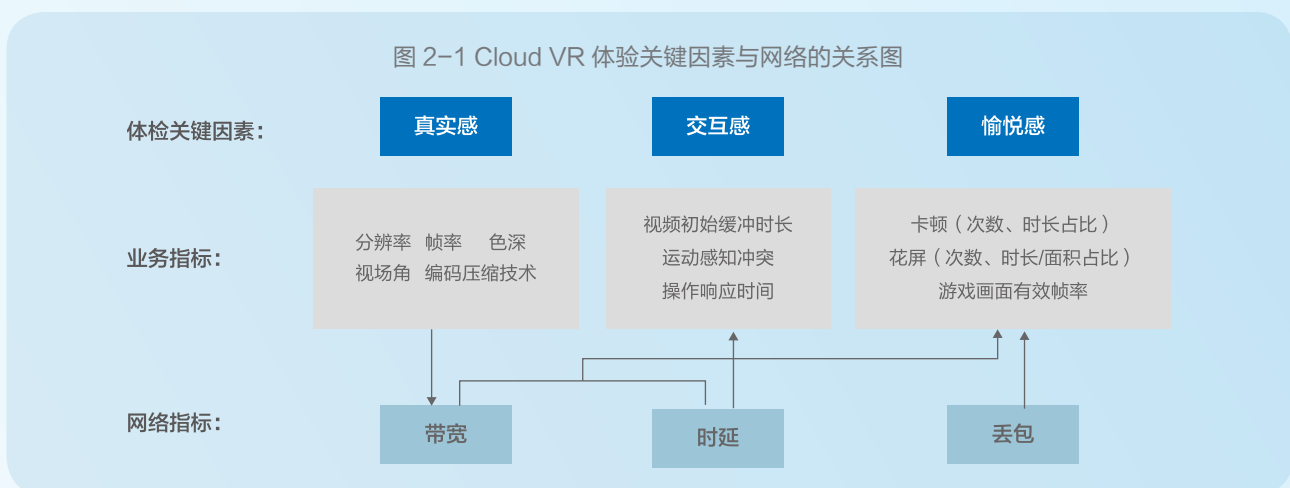 图 2-1 Cloud VR 体验关键因素与网络的关系图
体检关键因素：
真实感
交互感
愉悦感
业务指标：
分辨率 帧率 色深
视场角 编码压缩技术
视频初始缓冲时长
运动感知冲突
操作响应时间
卡顿（次数、时长占比）
花屏（次数、时长/面积占比）
游戏画面有效帧率
网络指标：
带宽
时延
丢包